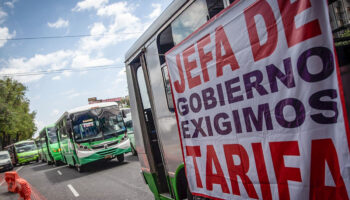 JEFA DE
GOBIERNO
EXIGIMOS
TARIFA